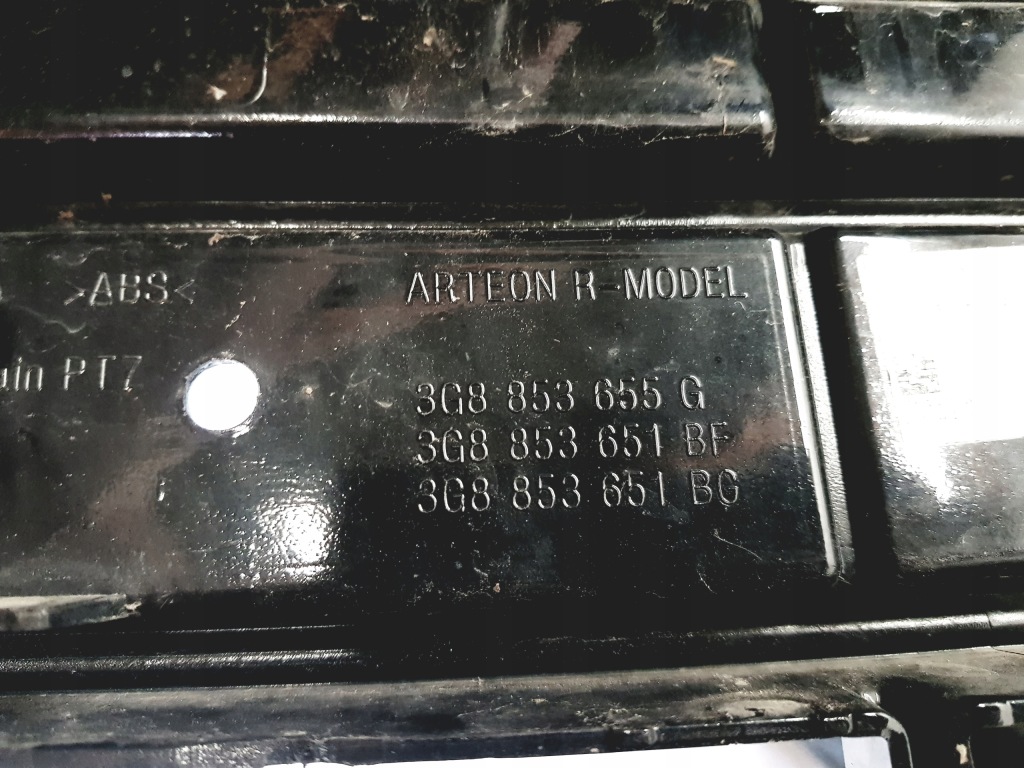 >ABS<
ARTEON R-MODEL
PT7
3G8 853 655 G
3G8 853 651 BF
3G8 853 651 BG